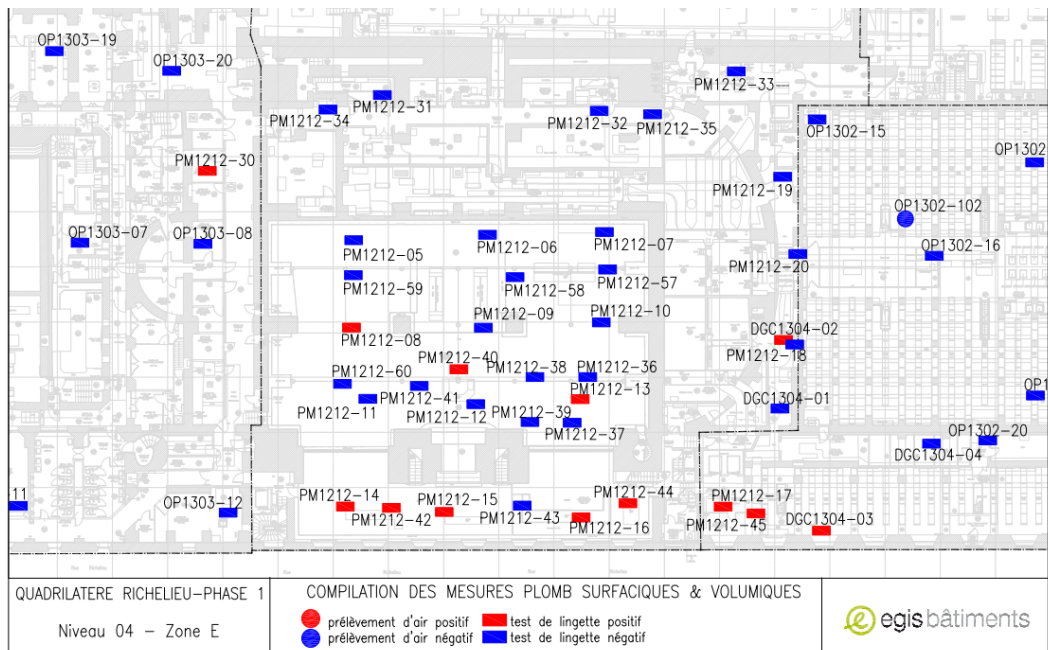 OP1303-19
OP1303-20
PM1212-31
PM1212-34
PM1212-33
PM1212-32
PM1212-35
OP1302-15
OP1302
PM1212-30
PM1212-19
OP1302-102
OP1303-07
OP1303-08
PM1212-05
PM1212-06
PM1212-07
PM1212-20
OP1302-16
PM1212-59
PM1212-58
PM1212-57
PM1212-09
PM1212-10
PM1212-08
DGC1304-02
PM1212-18
PM1212-40
PM1212-38
PM1212-36
PM1212-60
PM1212-41
PM1212-13
OP1
PM1212-11
PM1212-12
PM1212-39
PM1212-37
DGC1304-01
OP1302-20
DGC1304-04
11
OP1303-12
PM1212-14
PM1212-42
PM1212-15
PM1212-43
PM1212-44
PM1212-16
PM1212-17
PM1212-45
DGC1304-03
Rue Richelieu
Rue Richelieu
QUADRILATERE RICHELIEU-PHASE 1
Niveau 04 - Zone E
COMPILATION DES MESURES PLOMB SURFACIQUES & VOLUMIQUES
prélèvement d'air positif
test de lingette positif
prélèvement d'air négatif
test de lingette négatif
egis bâtiments